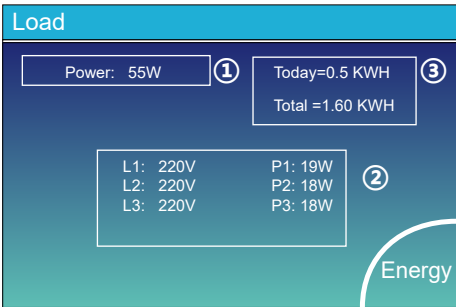 Load
Power: 55W ①
Today=0.5 KWH ③
Total =1.60 KWH
L1: 220V P1: 19W
L2: 220V P2: 18W ②
L3: 220V P3: 18W
Energy